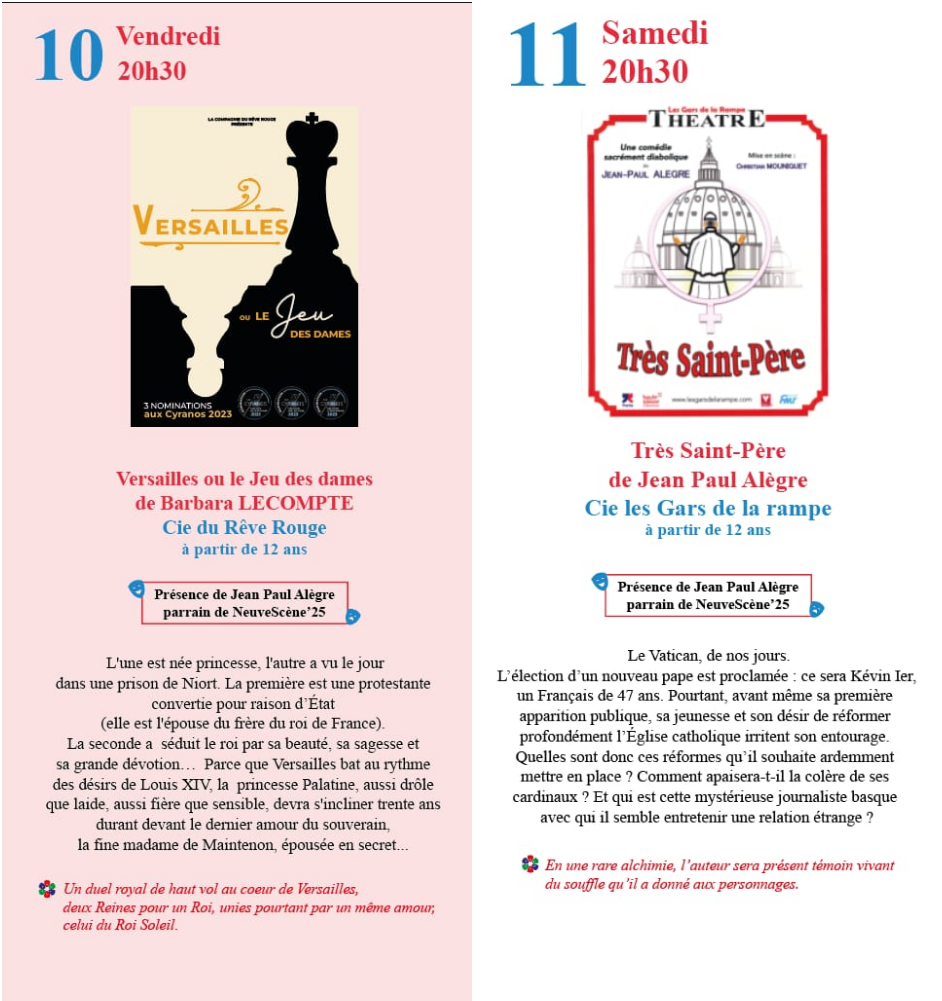 10
Vendredi
20h30
LA COMPAGNIE DU RÊVE ROUGE
PRÉSENTE
VERSAILLES
OU LE Jeu
DES DAMES
3 NOMINATIONS
aux Cyranos 2023
Versailles ou le Jeu des dames
de Barbara LECOMPTE
Cie du Rêve Rouge
à partir de 12 ans
Présence de Jean Paul Alègre
parrain de NeuveScène’25
L'une est née princesse, l'autre a vu le jour
dans une prison de Niort. La première est une protestante
convertie pour raison d’État
(elle est l'épouse du frère du roi de France).
La seconde a séduit le roi par sa beauté, sa sagesse et
sa grande dévotion… Parce que Versailles bat au rythme
des désirs de Louis XIV, la princesse Palatine, aussi drôle
que laide, aussi fière que sensible, devra s'incliner trente ans
durant devant le dernier amour du souverain,
la fine madame de Maintenon, épousée en secret...
Un duel royal de haut vol au coeur de Versailles,
deux Reines pour un Roi, unies pourtant par un même amour,
celui du Roi Soleil.
11
Samedi
20h30
Les Gars de la Rampe
THEATRE
Une comédie
sacrément diabolique
de
JEAN-PAUL ALEGRE
Mise en scène :
CHRISTIAN MOUNIQUET
Très Saint-Père
www.lesgarsdelarampe.com
Très Saint-Père
de Jean Paul Alègre
Cie les Gars de la rampe
à partir de 12 ans
Présence de Jean Paul Alègre
parrain de NeuveScène’25
Le Vatican, de nos jours.
L’élection d’un nouveau pape est proclamée : ce sera Kévin Ier,
un Français de 47 ans. Pourtant, avant même sa première
apparition publique, sa jeunesse et son désir de réformer
profondément l’Église catholique irritent son entourage.
Quelles sont donc ces réformes qu’il souhaite ardemment
mettre en place ? Comment apaisera-t-il la colère de ses
cardinaux ? Et qui est cette mystérieuse journaliste basque
avec qui il semble entretenir une relation étrange ?
En une rare alchimie, l’auteur sera présent témoin vivant
du souffle qu’il a donné aux personnages.